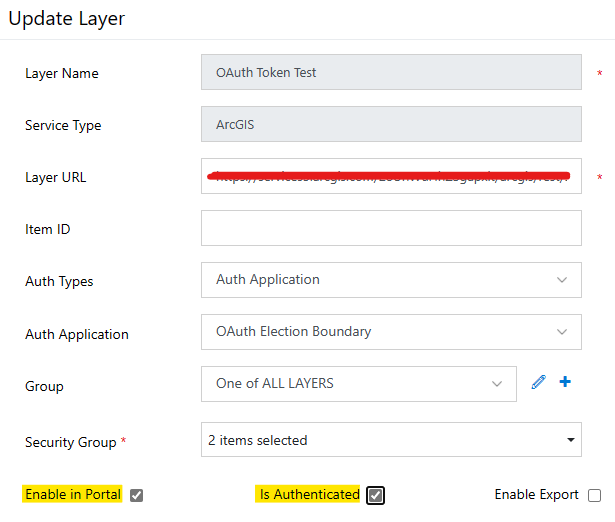 Update Layer
Layer Name OAuth Token Test *
Service Type ArcGIS
Layer URL *
Item ID
Auth Types Auth Application
Auth Application OAuth Election Boundary
Group One of ALL LAYERS
Security Group * 2 items selected
Enable in Portal Is Authenticated Enable Export